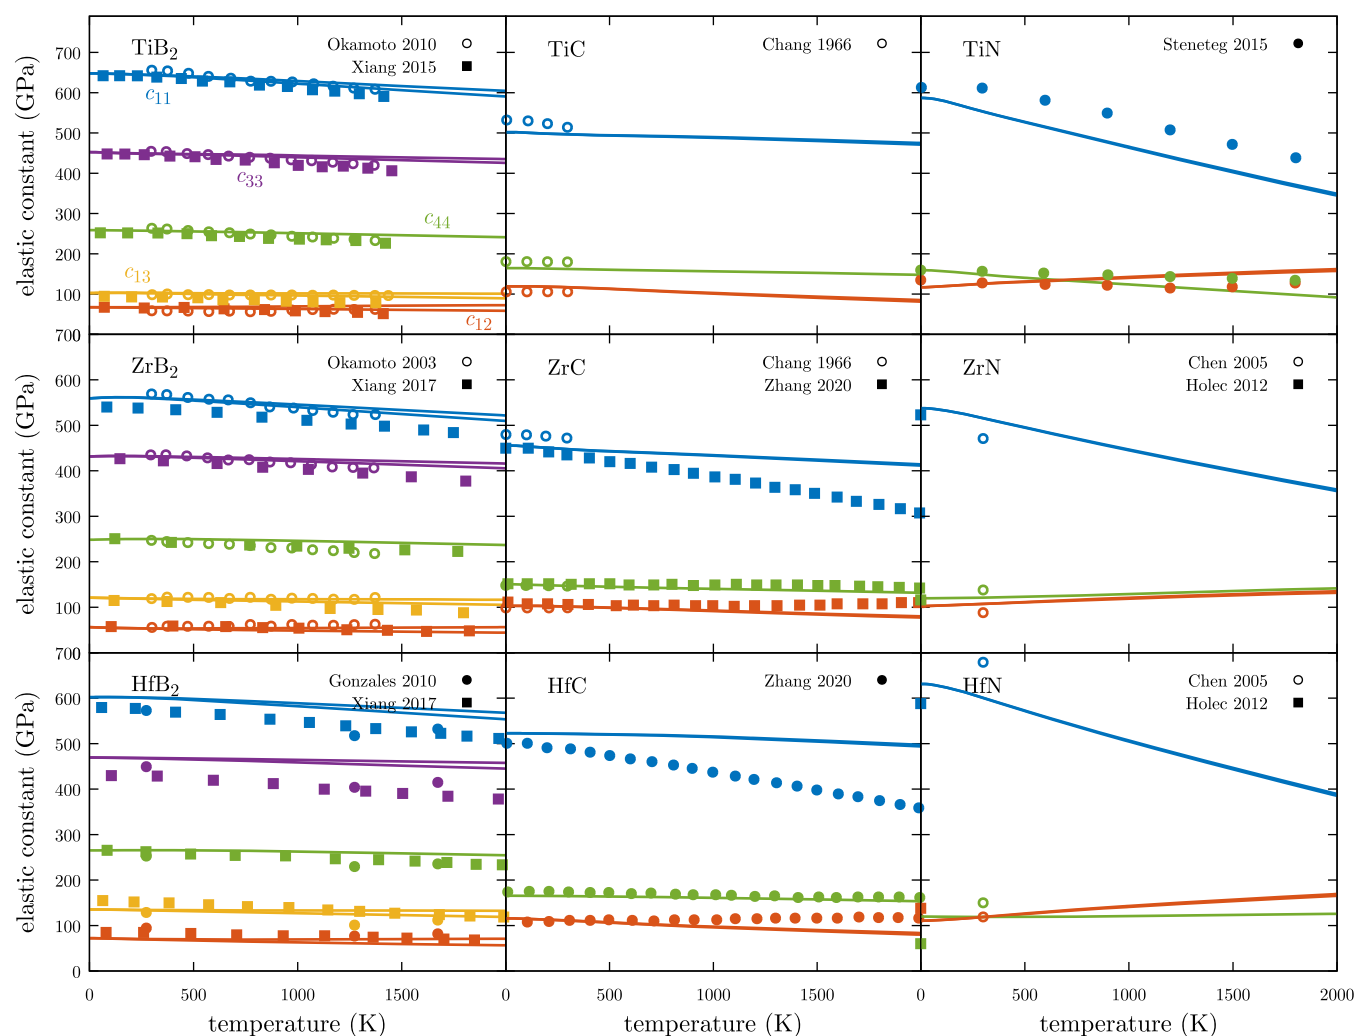 TiB2
Okamoto 2010
Xiang 2015
c11
c33
c44
c13
c12
TiC
Chang 1966
TiN
Steneteg 2015
elastic constant (GPa)
700
600
500
400
300
200
100
ZrB2
Okamoto 2003
Xiang 2017
ZrC
Chang 1966
Zhang 2020
ZrN
Chen 2005
Holec 2012
elastic constant (GPa)
700
600
500
400
300
200
100
HfB2
Gonzales 2010
Xiang 2017
HfC
Zhang 2020
HfN
Chen 2005
Holec 2012
elastic constant (GPa)
700
600
500
400
300
200
100
0
0 500 1000 1500
0 500 1000 1500
0 500 1000 1500 2000
temperature (K)
temperature (K)
temperature (K)